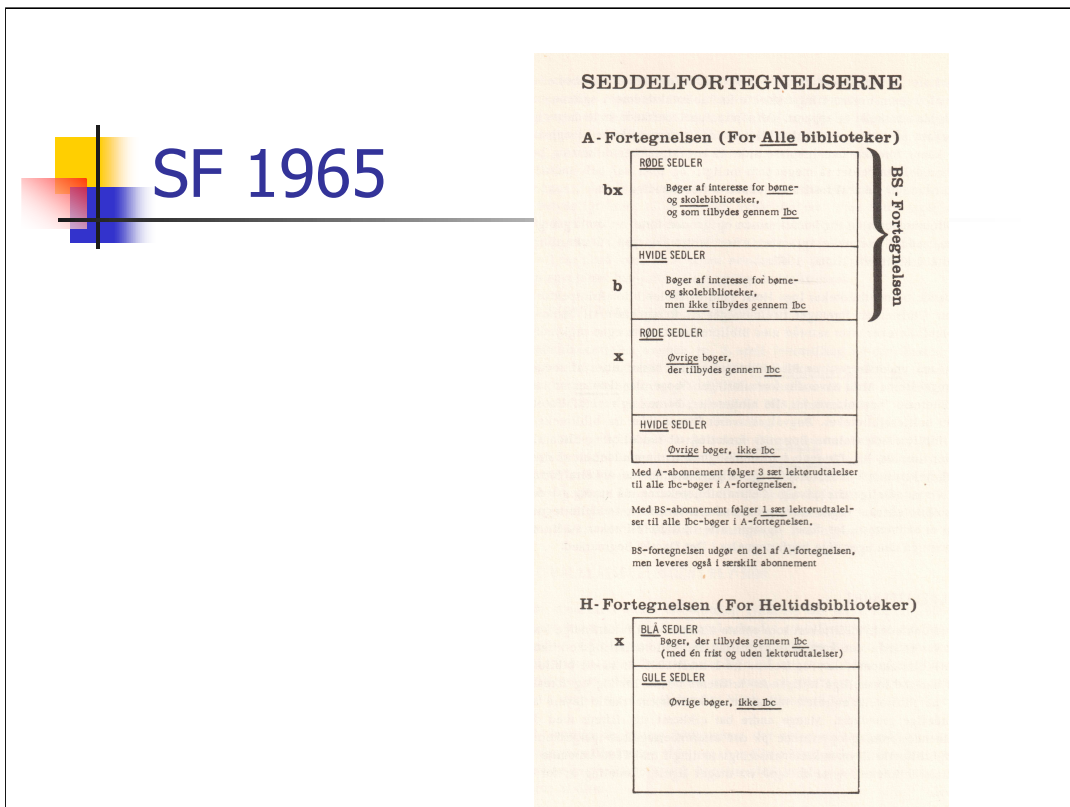 SF 1965
SEDDELFORTEGNELSERNE
A-Fortegnelsen (For Alle biblioteker)
RØDE SEDLER
bx
Bøger af interesse for børne-
og skolebiblioteker,
og som tilbydes gennem Ibc
HVIDE SEDLER
b
Bøger af interesse for børne-
og skolebiblioteker,
men ikke tilbydes gennem Ibc
BS-Fortegnelsen
RØDE SEDLER
x
Øvrige bøger,
der tilbydes gennem Ibc
HVIDE SEDLER
Øvrige bøger, ikke Ibc
Med A-abonnement følger 3 sæt lektørudtalelser
til alle Ibc-bøger i A-fortegnelsen.
Med BS-abonnement følger 1 sæt lektørudtalel-
ser til alle Ibc-bøger i A-fortegnelsen.
BS-fortegnelsen udgør en del af A-fortegnelsen,
men leveres også i særskilt abonnement
H-Fortegnelsen (For Heltidsbiblioteker)
BLÅ SEDLER
x
Bøger, der tilbydes gennem Ibc
(med én frist og uden lektørudtalelser)
GULE SEDLER
Øvrige bøger, ikke Ibc